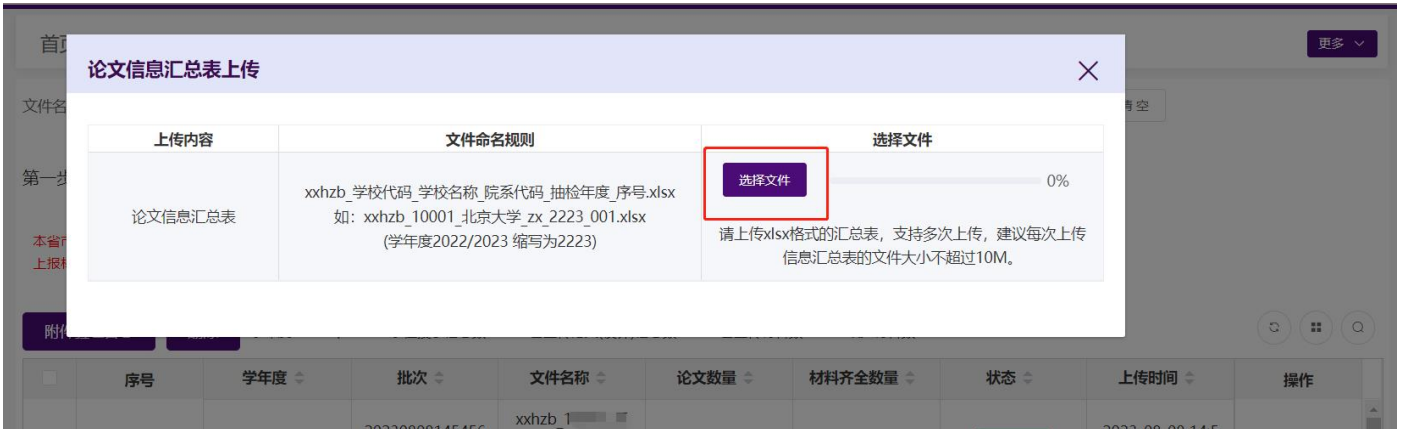 更多
论文信息汇总表上传
文件名
上传内容 文件命名规则 选择文件
第一步
论文信息汇总表
xxhzb_学校代码_学校名称_院系代码_抽检年度_序号.xlsx
如：xxhzb_10001_北京大学_zx_2223_001.xlsx
(学年度2022/2023 缩写为2223)
选择文件 0%
请上传xlsx格式的汇总表，支持多次上传，建议每次上传
信息汇总表的文件大小不超过10M。
本省
上报
序号 学年度 批次 文件名称 论文数量 材料齐全数量 状态 上传时间 操作
xxhzb_1